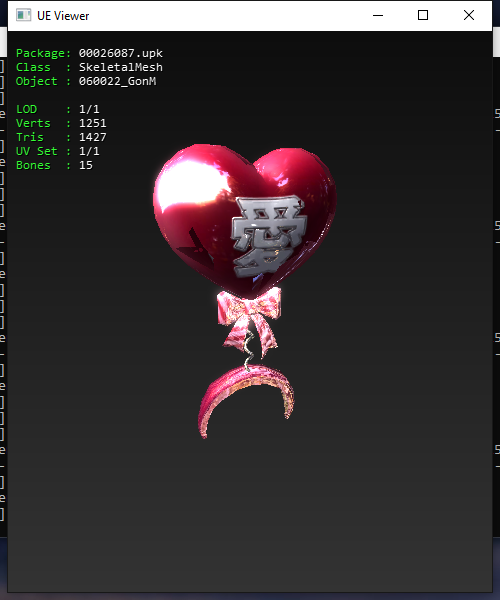 UE Viewer
Package: 00026087.upk
Class : SkeletalMesh
Object : 060022_GonM
LOD : 1/1
Verts : 1251
Tris : 1427
UV Set : 1/1
Bones : 15
愛